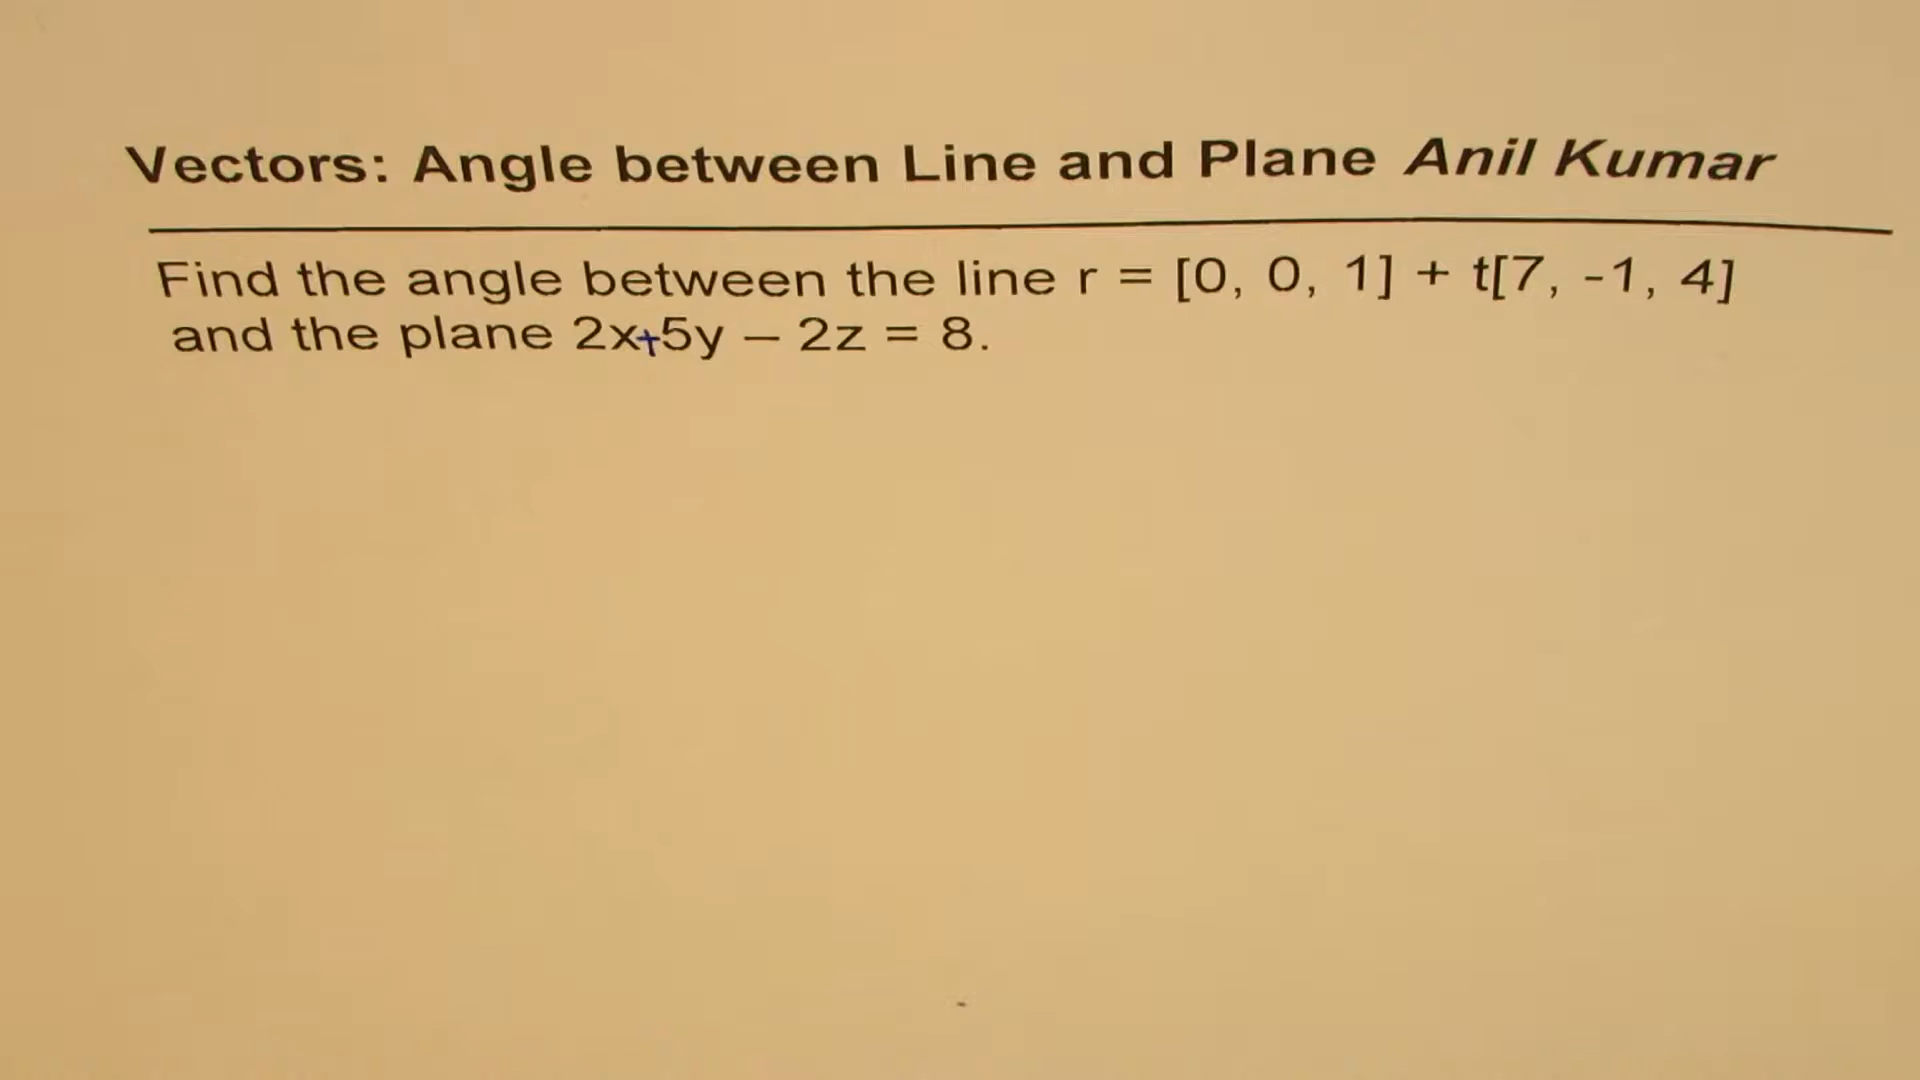 Vectors: Angle between Line and Plane Anil Kumar
Find the angle between the line r = [0, 0, 1] + t[7, -1, 4]
and the plane 2x+5y – 2z = 8.